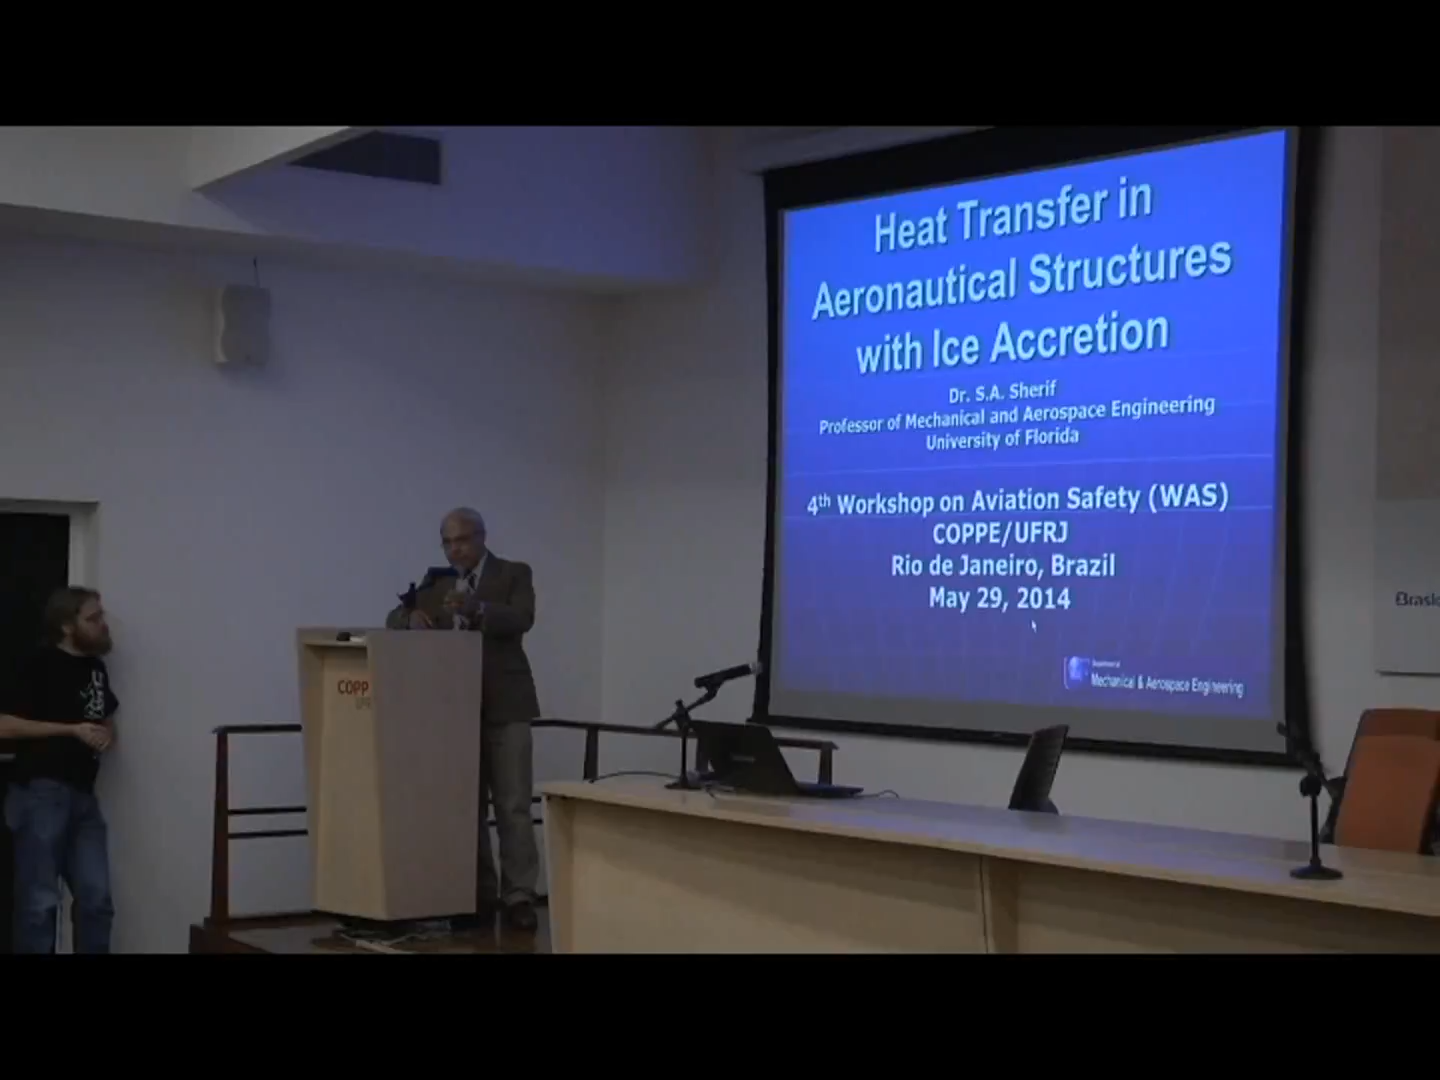 Heat Transfer in
Aeronautical Structures
with Ice Accretion
Dr. S.A. Sherif
Professor of Mechanical and Aerospace Engineering
University of Florida
4th Workshop on Aviation Safety (WAS)
COPPE/UFRJ
Rio de Janeiro, Brazil
May 29, 2014
Department of
Mechanical & Aerospace Engineering
COPP